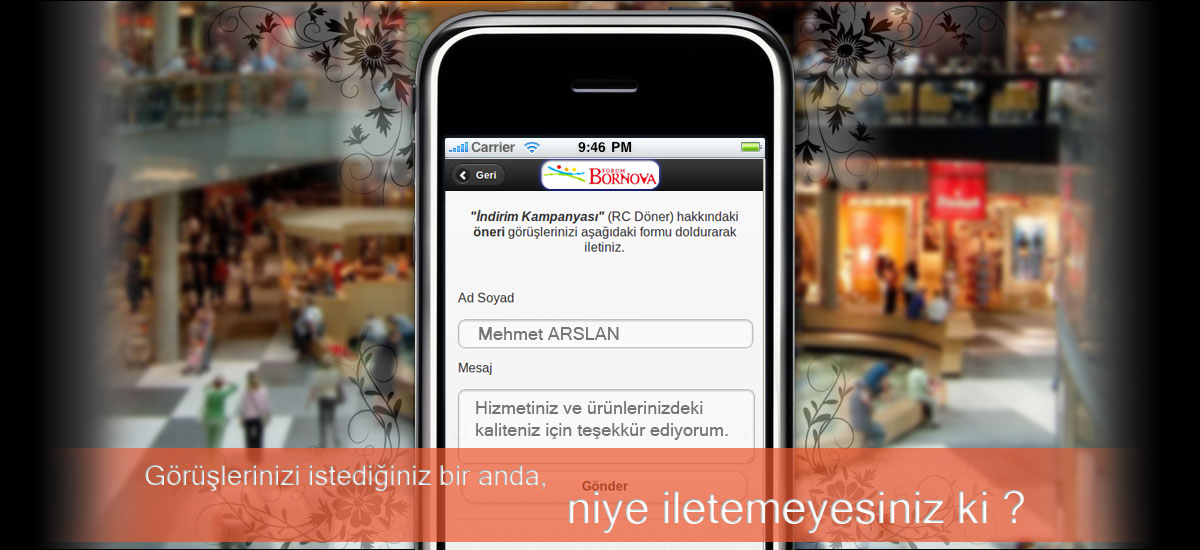 Carrier
9:46 PM
Geri
FORUM
BORNOVA
"İndirim Kampanyası" (RC Döner) hakkındaki
öneri görüşlerinizi aşağıdaki formu doldurarak
iletiniz.
Ad Soyad
Mehmet ARSLAN
Mesaj
Hizmetiniz ve ürünlerinizdeki
kaliteniz için teşekkür ediyorum.
Görüşlerinizi istediğiniz bir anda,
Gönder
niye iletemeyesiniz ki ?